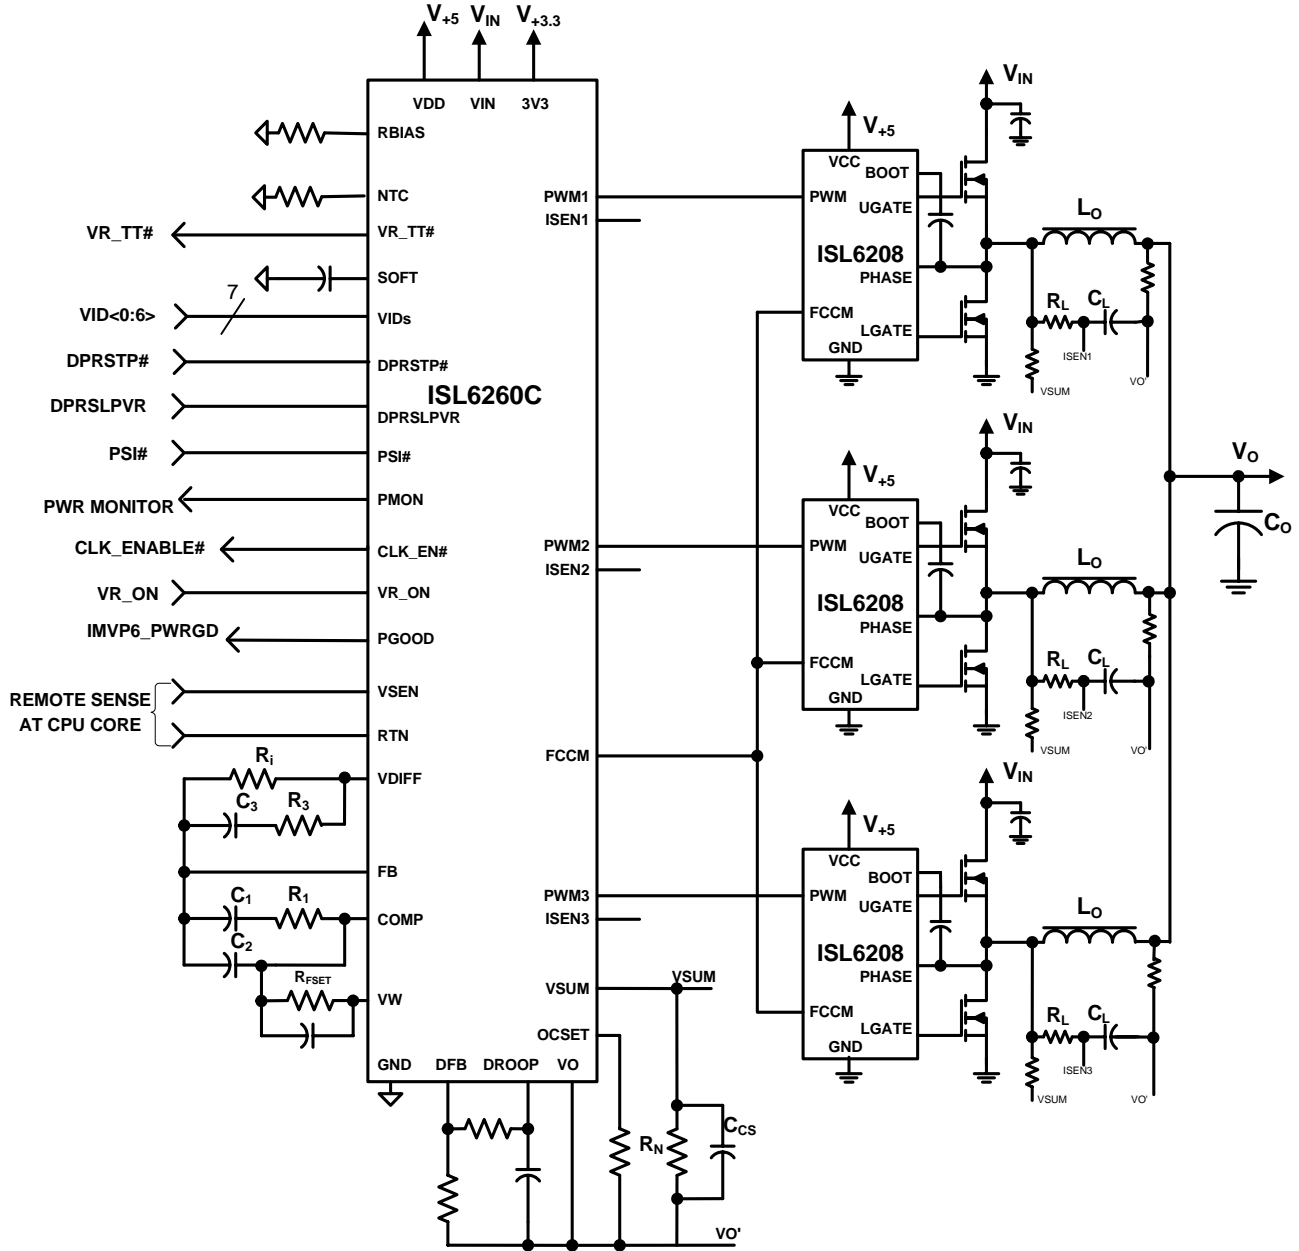 V+5 VIN V+3.3
VDD VIN 3V3
RBIAS
NTC
VR_TT# VR_TT#
SOFT
7
VID<0:6> VIDs
DPRSTP# DPRSTP#
ISL6260C
DPRSLPVR DPRSLPVR
PSI# PSI#
PWR MONITOR PMON
CLK_ENABLE# CLK_EN#
VR_ON VR_ON
IMVP6_PWRGD PGOOD
REMOTE SENSE
AT CPU CORE
VSEN
RTN
Ri VDIFF
C3 R3
FB
C1 R1 COMP
C2
RFSET VW
GND DFB DROOP VO
PWM1
ISEN1
PWM2
ISEN2
FCCM
PWM3
ISEN3
VSUM VSUM
OCSET
RN CCS
VO'
V+5 VIN
VCC BOOT
PWM UGATE
ISL6208
PHASE
FCCM LGATE
GND
LO
RL CL
ISEN1
VSUM VO'
V+5 VIN
VCC BOOT
PWM UGATE
ISL6208
PHASE
FCCM LGATE
GND
LO
RL CL
ISEN2
VSUM VO'
V+5 VIN
VCC BOOT
PWM UGATE
ISL6208
PHASE
FCCM LGATE
GND
LO
RL CL
ISEN3
VSUM VO'
VO
CO